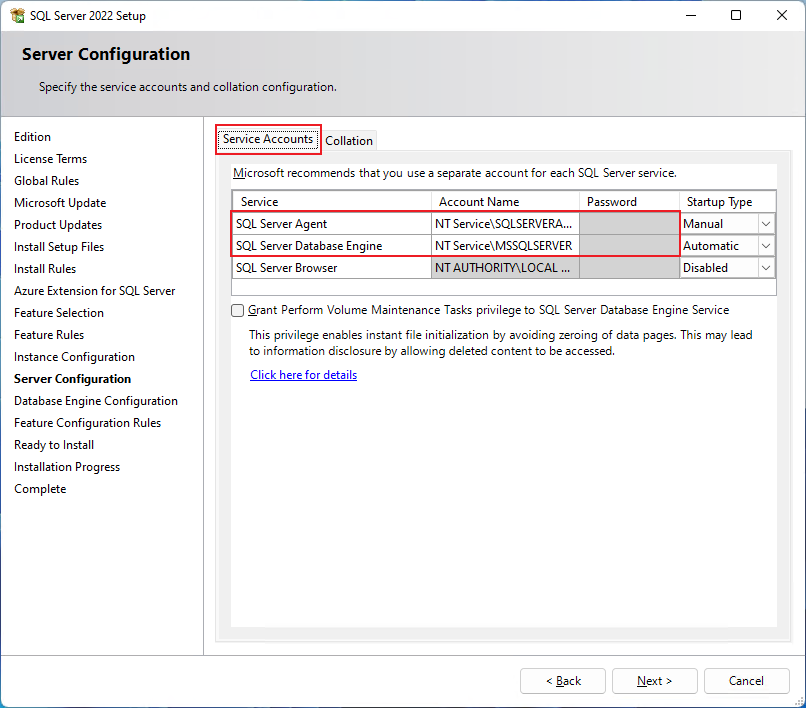 SQL Server 2022 Setup
Server Configuration
Specify the service accounts and collation configuration.
Edition
License Terms
Global Rules
Microsoft Update
Product Updates
Install Setup Files
Install Rules
Azure Extension for SQL Server
Feature Selection
Feature Rules
Instance Configuration
Server Configuration
Database Engine Configuration
Feature Configuration Rules
Ready to Install
Installation Progress
Complete
Service Accounts Collation
Microsoft recommends that you use a separate account for each SQL Server service.
Service Account Name Password Startup Type
SQL Server Agent NT Service\SQLSERVERA... Manual
SQL Server Database Engine NT Service\MSSQLSERVER Automatic
SQL Server Browser NT AUTHORITY\LOCAL ... Disabled
Grant Perform Volume Maintenance Tasks privilege to SQL Server Database Engine Service
This privilege enables instant file initialization by avoiding zeroing of data pages. This may lead
to information disclosure by allowing deleted content to be accessed.
Click here for details
< Back Next > Cancel